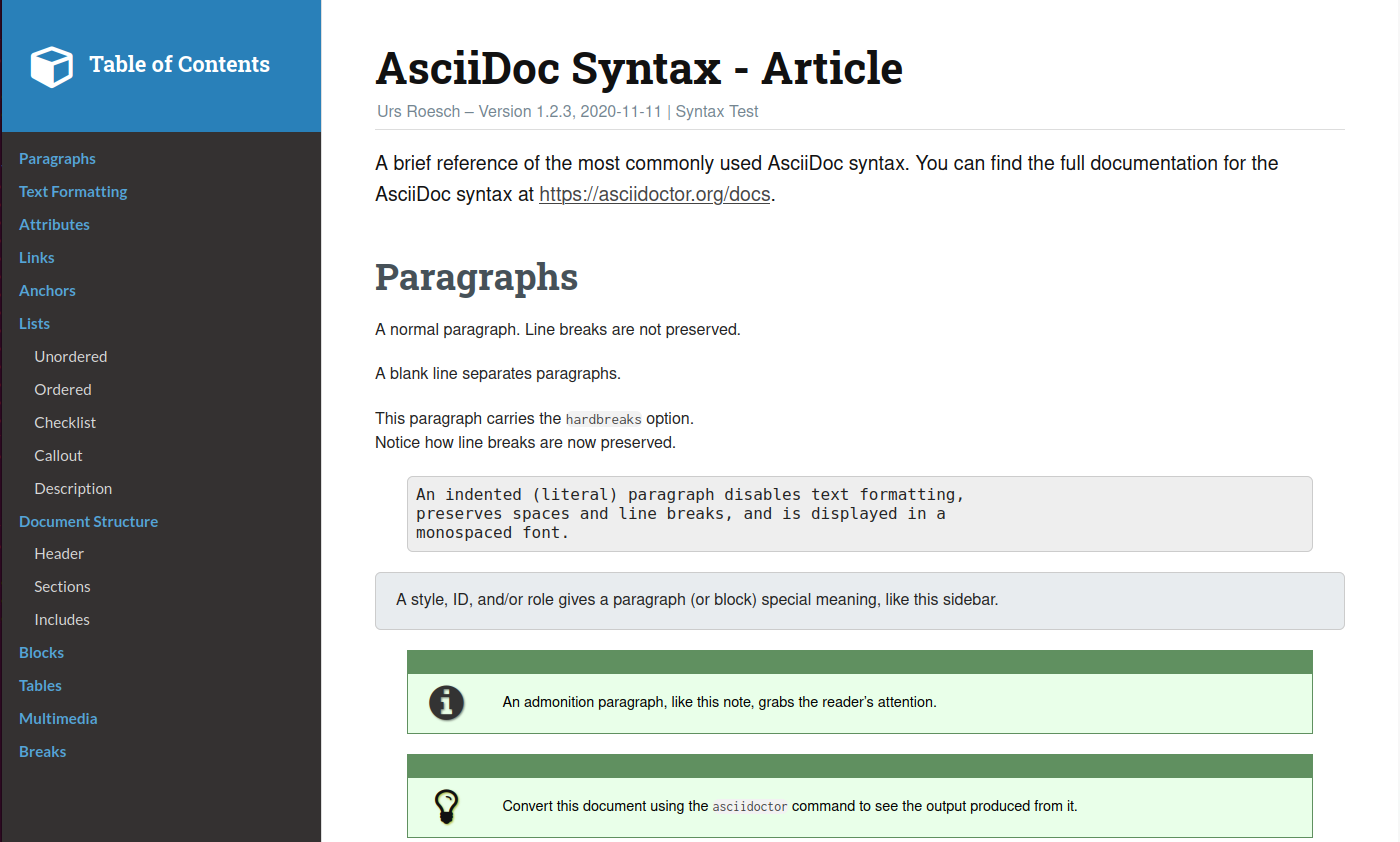 Table of Contents
Paragraphs
Text Formatting
Attributes
Links
Anchors
Lists
Unordered
Ordered
Checklist
Callout
Description
Document Structure
Header
Sections
Includes
Blocks
Tables
Multimedia
Breaks
AsciiDoc Syntax - Article
Urs Roesch – Version 1.2.3, 2020-11-11 | Syntax Test
A brief reference of the most commonly used AsciiDoc syntax. You can find the full documentation for the
AsciiDoc syntax at https://asciidoctor.org/docs.
Paragraphs
A normal paragraph. Line breaks are not preserved.
A blank line separates paragraphs.
This paragraph carries the hardbreaks option.
Notice how line breaks are now preserved.
An indented (literal) paragraph disables text formatting,
preserves spaces and line breaks, and is displayed in a
monospaced font.
A style, ID, and/or role gives a paragraph (or block) special meaning, like this sidebar.
An admonition paragraph, like this note, grabs the reader’s attention.
Convert this document using the asciidoctor command to see the output produced from it.